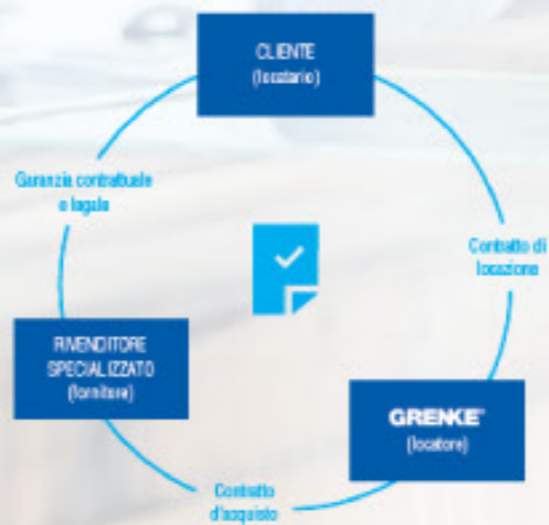 CLIENTE
(locatario)
Garanzia contrattuale
o legale
Contratto di
locazione
RIVENDITORE
SPECIALIZZATO
(fornitore)
GRENKE®
(locatore)
Contratto
d'acquisto